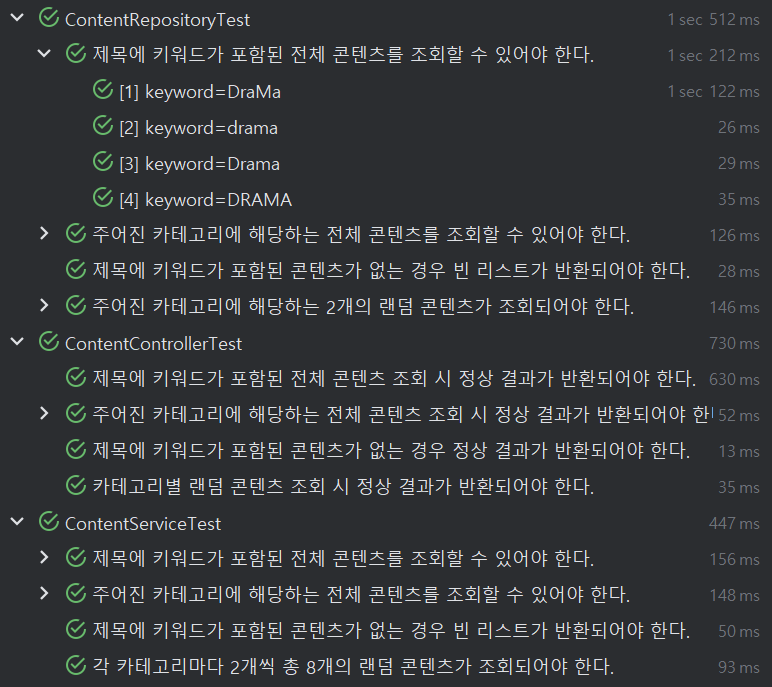 ContentRepositoryTest 1 sec 512 ms
제목에 키워드가 포함된 전체 콘텐츠를 조회할 수 있어야 한다. 1 sec 212 ms
[1] keyword=DraMa 1 sec 122 ms
[2] keyword=drama 26 ms
[3] keyword=Drama 29 ms
[4] keyword=DRAMA 35 ms
주어진 카테고리에 해당하는 전체 콘텐츠를 조회할 수 있어야 한다. 126 ms
제목에 키워드가 포함된 콘텐츠가 없는 경우 빈 리스트가 반환되어야 한다. 28 ms
주어진 카테고리에 해당하는 2개의 랜덤 콘텐츠가 조회되어야 한다. 146 ms
ContentControllerTest 730 ms
제목에 키워드가 포함된 전체 콘텐츠 조회 시 정상 결과가 반환되어야 한다. 630 ms
주어진 카테고리에 해당하는 전체 콘텐츠 조회 시 정상 결과가 반환되어야 한 52 ms
제목에 키워드가 포함된 콘텐츠가 없는 경우 정상 결과가 반환되어야 한다. 13 ms
카테고리별 랜덤 콘텐츠 조회 시 정상 결과가 반환되어야 한다. 35 ms
ContentServiceTest 447 ms
제목에 키워드가 포함된 전체 콘텐츠를 조회할 수 있어야 한다. 156 ms
주어진 카테고리에 해당하는 전체 콘텐츠를 조회할 수 있어야 한다. 148 ms
제목에 키워드가 포함된 콘텐츠가 없는 경우 빈 리스트가 반환되어야 한다. 50 ms
각 카테고리마다 2개씩 총 8개의 랜덤 콘텐츠가 조회되어야 한다. 93 ms